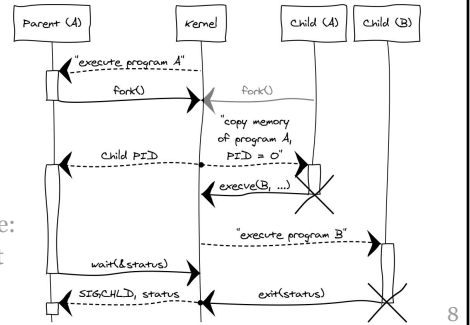 Parent (A)
Kernel
Child (A)
Child (B)
"execute program A"
fork()
fork()
"copy memory
of program A,
PID = 0"
Child PID
execve(B, ...)
e:
"execute program B"
t
wait(&status)
SIGCHLD, status
exit(status)
8